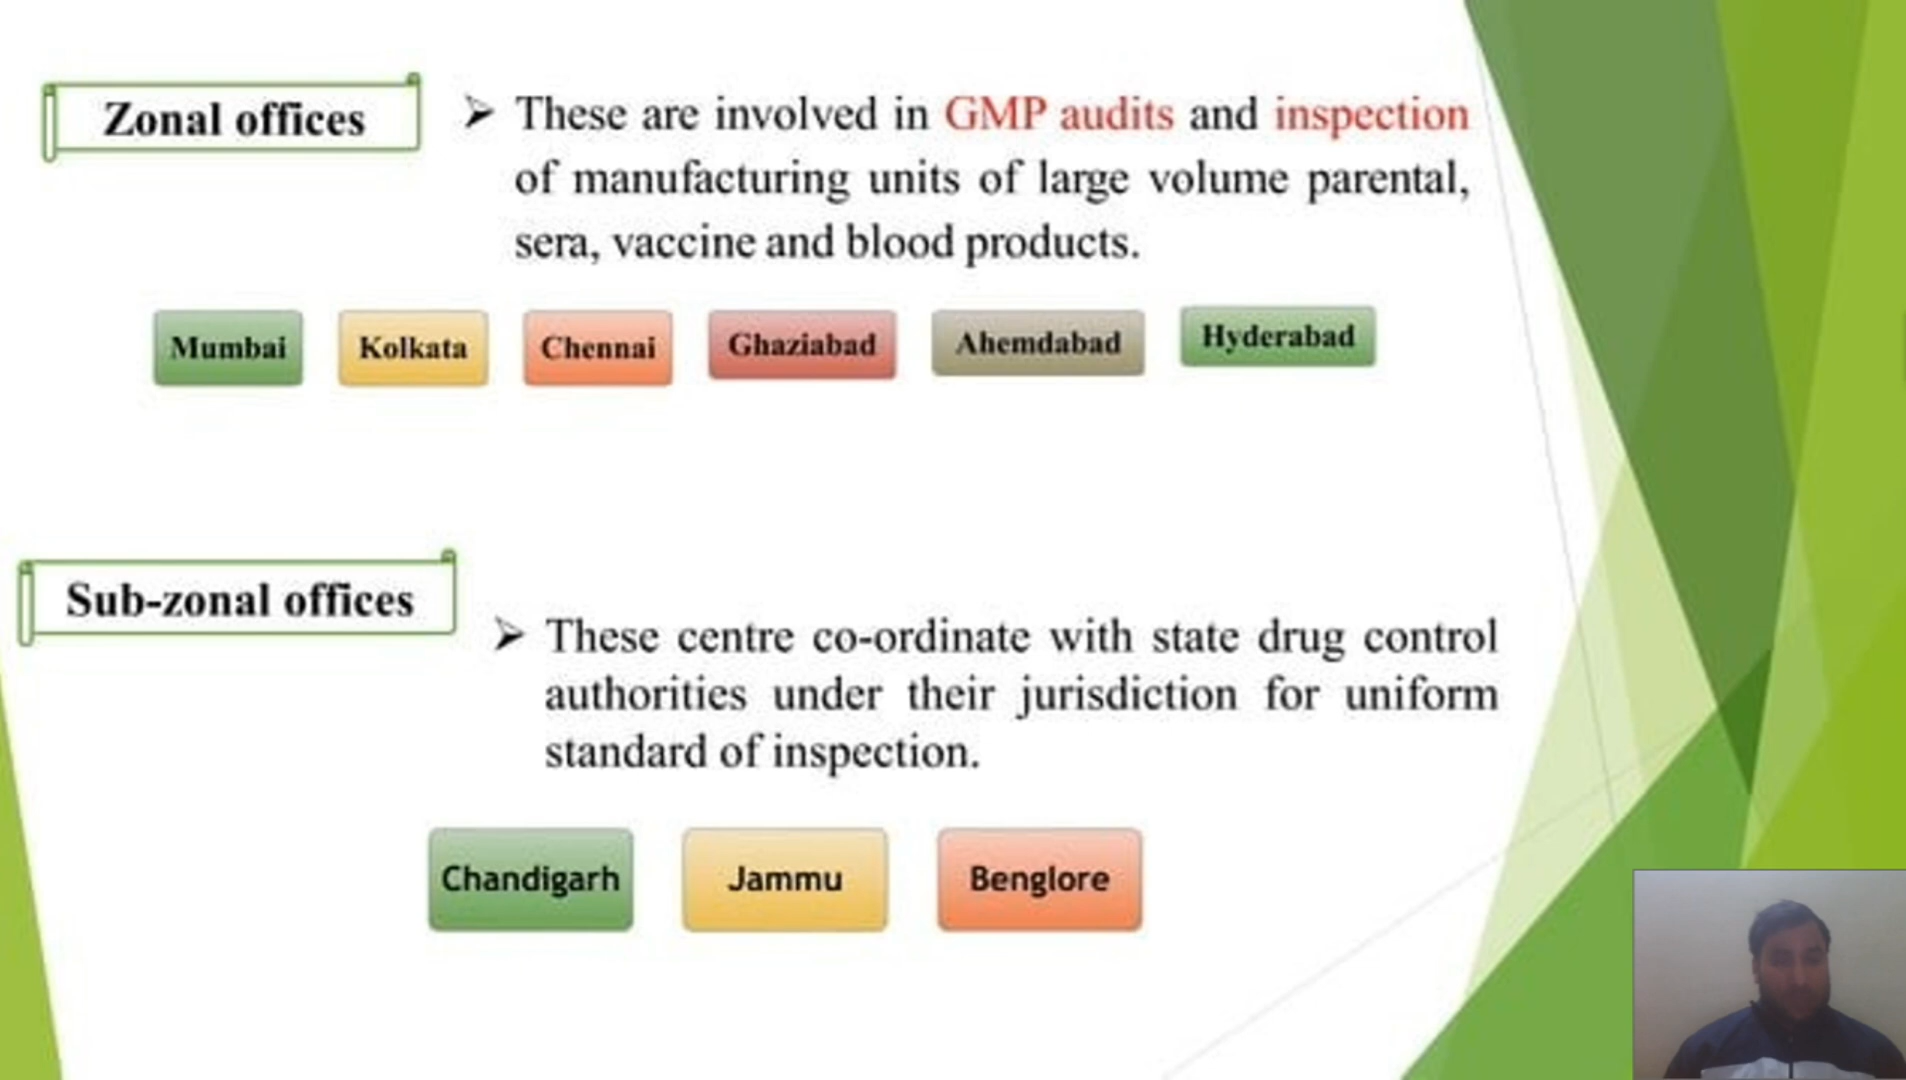 Zonal offices
➢ These are involved in GMP audits and inspection
of manufacturing units of large volume parental,
sera, vaccine and blood products.
Mumbai Kolkata Chennai Ghaziabad Ahemdabad Hyderabad
Sub-zonal offices
➢ These centre co-ordinate with state drug control
authorities under their jurisdiction for uniform
standard of inspection.
Chandigarh Jammu Benglore